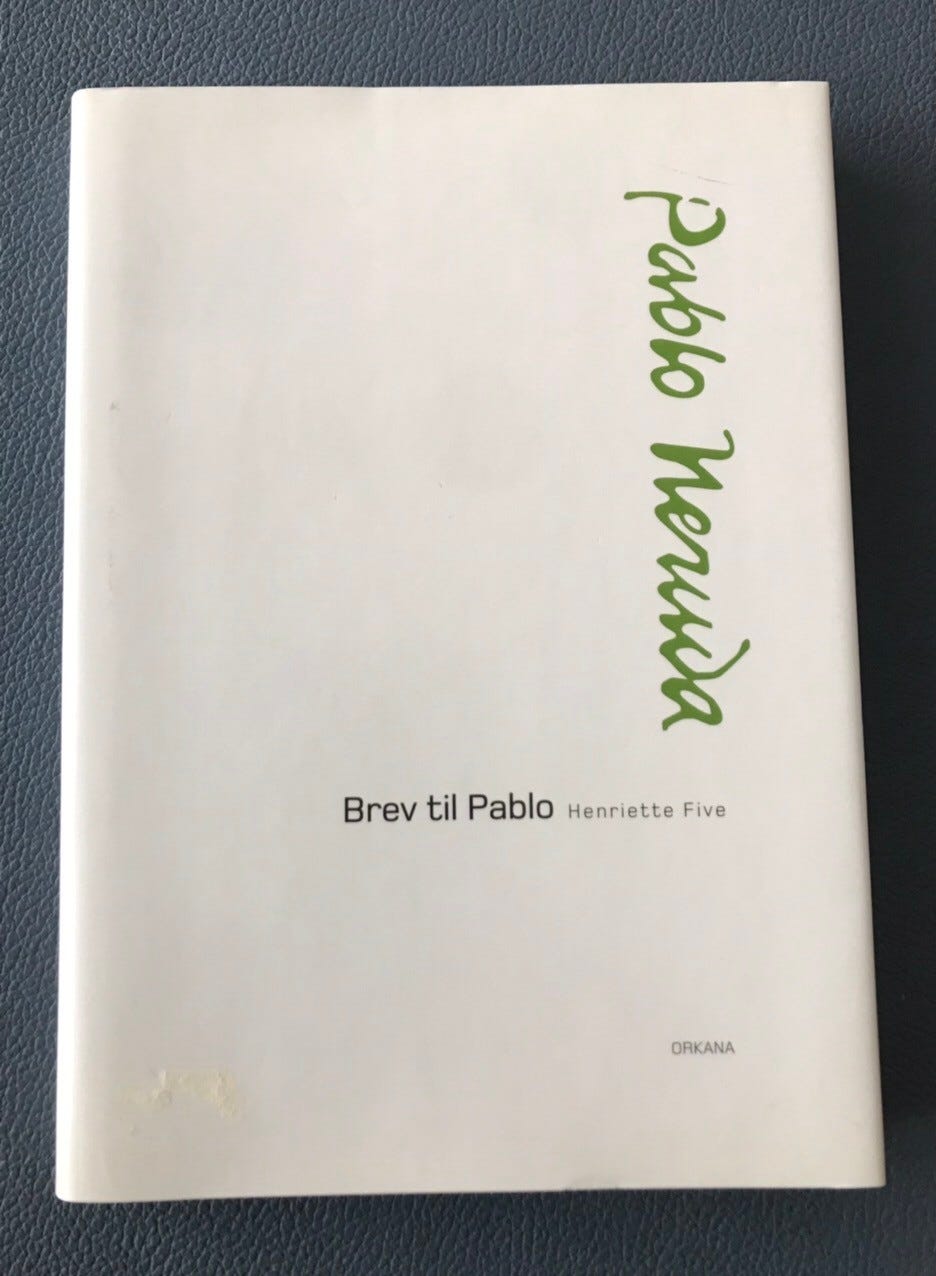 Pablo Neruda
Brev til Pablo Henriette Five
ORKANA